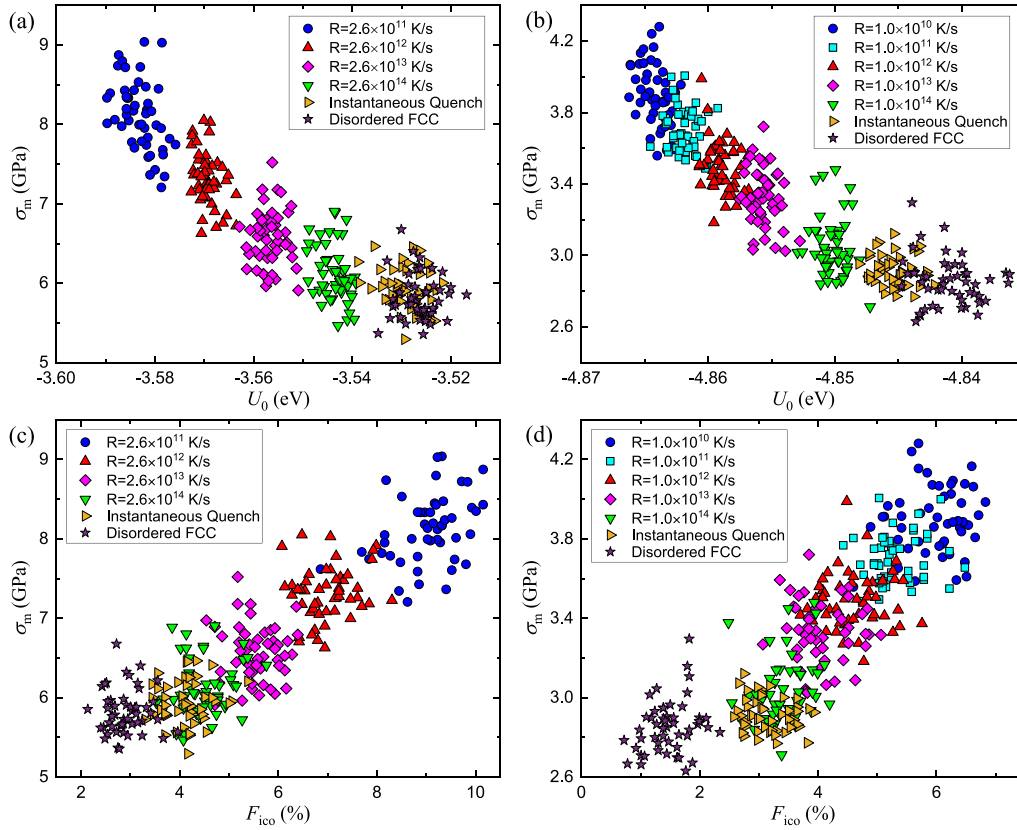 (a)
R=2.6×10¹¹ K/s
R=2.6×10¹² K/s
R=2.6×10¹³ K/s
R=2.6×10¹⁴ K/s
Instantaneous Quench
Disordered FCC
9
8
7
6
5
σm (GPa)
-3.60 -3.58 -3.56 -3.54 -3.52
U0 (eV)
(b)
R=1.0×10¹⁰ K/s
R=1.0×10¹¹ K/s
R=1.0×10¹² K/s
R=1.0×10¹³ K/s
R=1.0×10¹⁴ K/s
Instantaneous Quench
Disordered FCC
4.2
3.8
3.4
3.0
2.6
σm (GPa)
-4.87 -4.86 -4.85 -4.84
U0 (eV)
(c)
R=2.6×10¹¹ K/s
R=2.6×10¹² K/s
R=2.6×10¹³ K/s
R=2.6×10¹⁴ K/s
Instantaneous Quench
Disordered FCC
9
8
7
6
5
σm (GPa)
2 4 6 8 10
Fico (%)
(d)
R=1.0×10¹⁰ K/s
R=1.0×10¹¹ K/s
R=1.0×10¹² K/s
R=1.0×10¹³ K/s
R=1.0×10¹⁴ K/s
Instantaneous Quench
Disordered FCC
4.2
3.8
3.4
3.0
2.6
σm (GPa)
0 2 4 6
Fico (%)